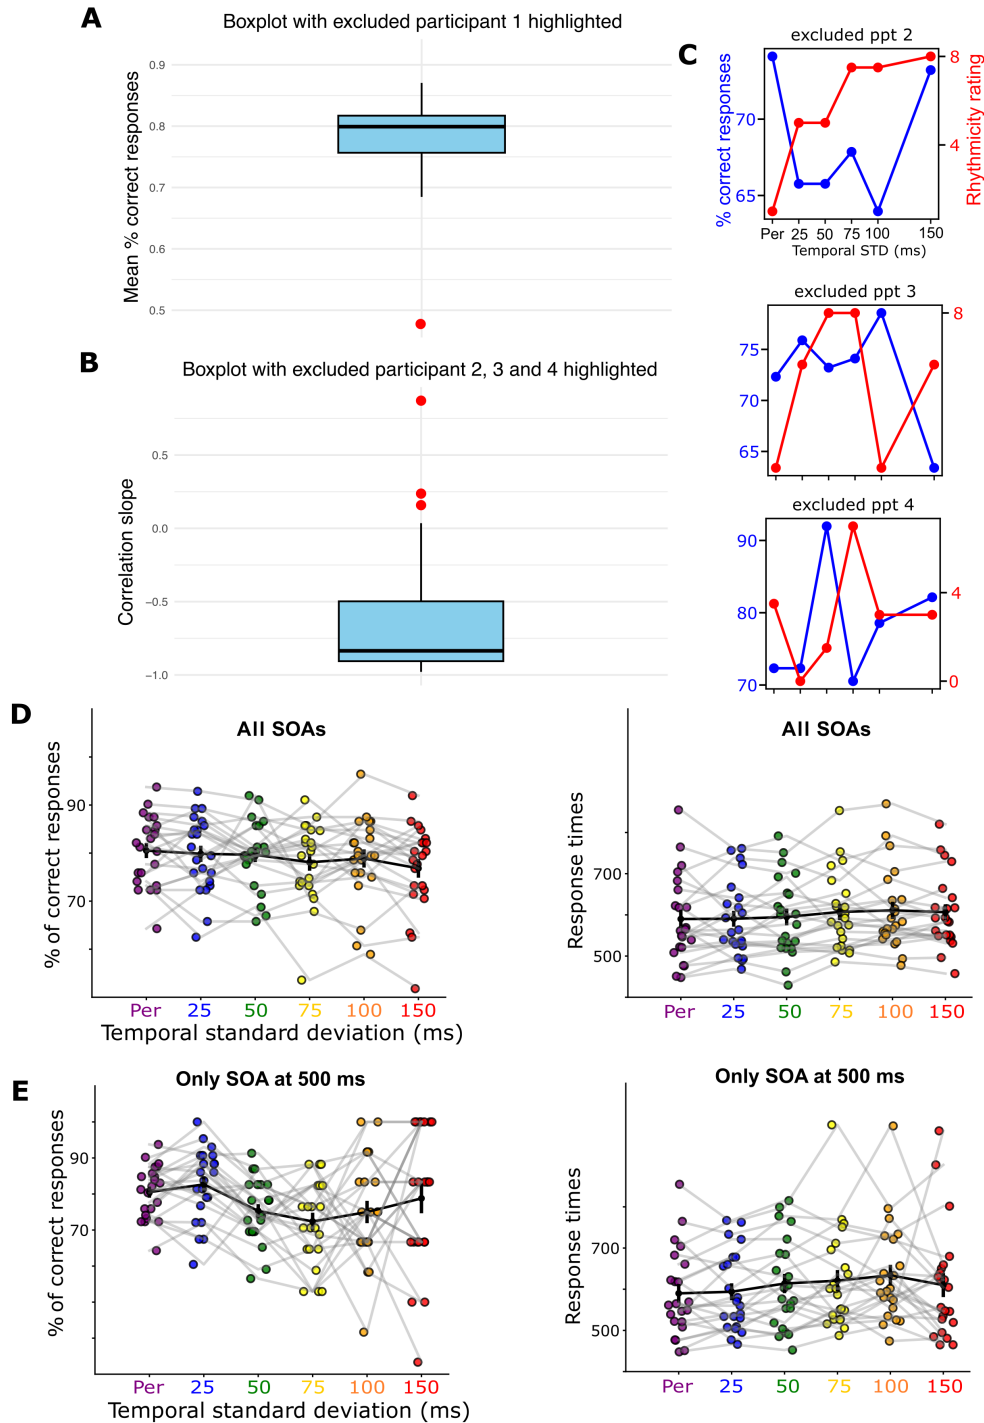 A
Boxplot with excluded participant 1 highlighted
Mean % correct responses
0.9
0.8
0.7
0.6
0.5
B
Boxplot with excluded participant 2, 3 and 4 highlighted
Correlation slope
0.5
0.0
−0.5
−1.0
C
excluded ppt 2
% correct responses
70
65
8
4
Rhythmicity rating
Per 25 50 75 100 150
Temporal STD (ms)
excluded ppt 3
75
70
65
8
excluded ppt 4
90
80
70
4
0
D
All SOAs
% of correct responses
90
70
Per 25 50 75 100 150
Temporal standard deviation (ms)
All SOAs
Response times
700
500
Per 25 50 75 100 150
E
Only SOA at 500 ms
% of correct responses
90
70
Per 25 50 75 100 150
Temporal standard deviation (ms)
Only SOA at 500 ms
Response times
700
500
Per 25 50 75 100 150